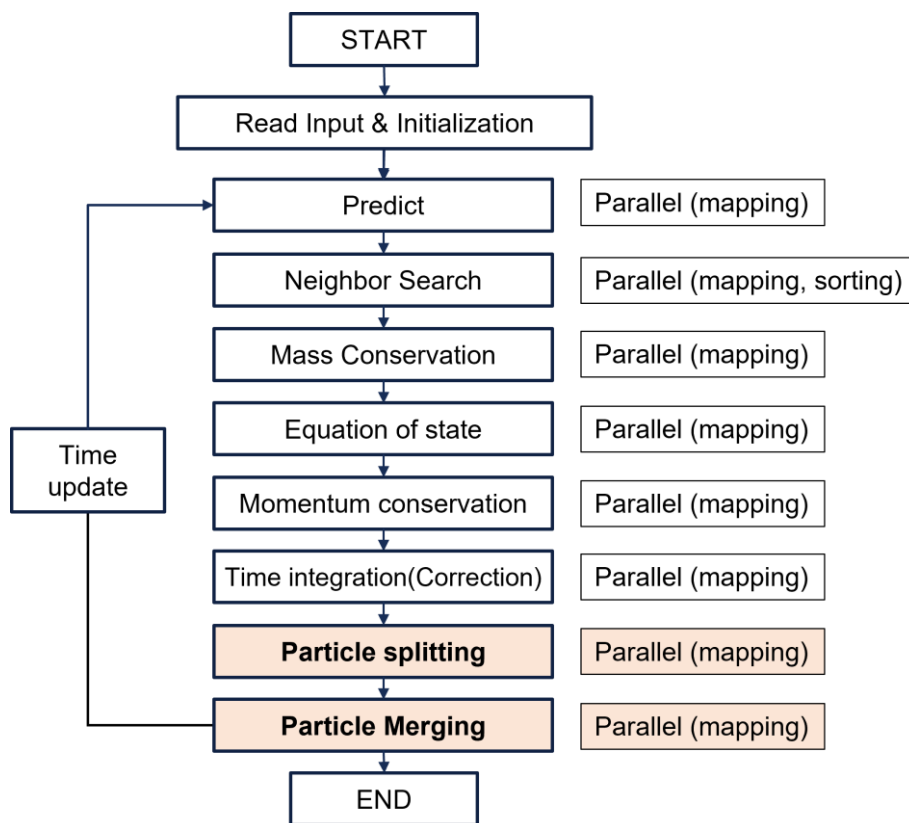 START
Read Input & Initialization
Predict
Parallel (mapping)
Neighbor Search
Parallel (mapping, sorting)
Mass Conservation
Parallel (mapping)
Equation of state
Parallel (mapping)
Time
update
Momentum conservation
Parallel (mapping)
Time integration(Correction)
Parallel (mapping)
Particle splitting
Parallel (mapping)
Particle Merging
Parallel (mapping)
END